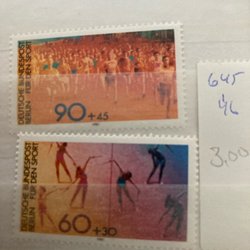 DEUTSCHE BUNDESPOST
BERLIN FÜR DEN SPORT
90+45
DEUTSCHE BUNDESPOST
BERLIN FÜR DEN SPORT
60+30
645
46
3.00